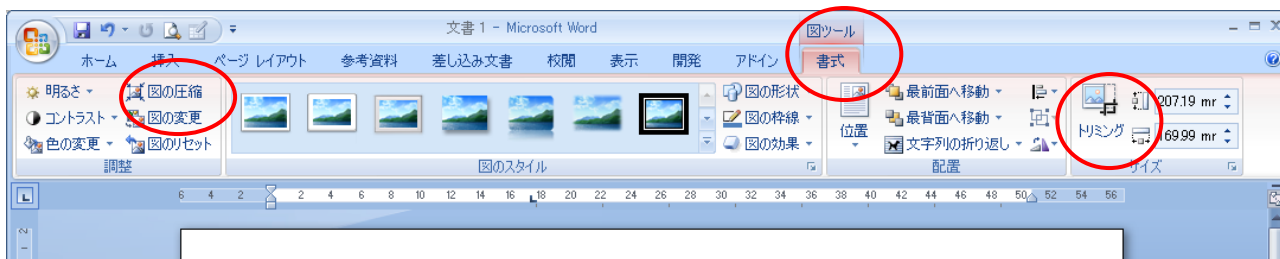 文書 1 - Microsoft Word
図ツール
ホーム 挿入 ページ レイアウト 参考資料 差し込み文書 校閲 表示 開発 アドイン 書式
明るさ 図の圧縮
コントラスト 図の変更
色の変更 図のリセット
調整
図のスタイル
図の形状
図の枠線
図の効果
位置
最前面へ移動
最背面へ移動
文字列の折り返し
配置
トリミング
207.19 mr
169.99 mr
サイズ
L 6 4 2 2 4 6 8 10 12 14 16 18 20 22 24 26 28 30 32 34 36 38 40 42 44 46 48 50 52 54 56
2